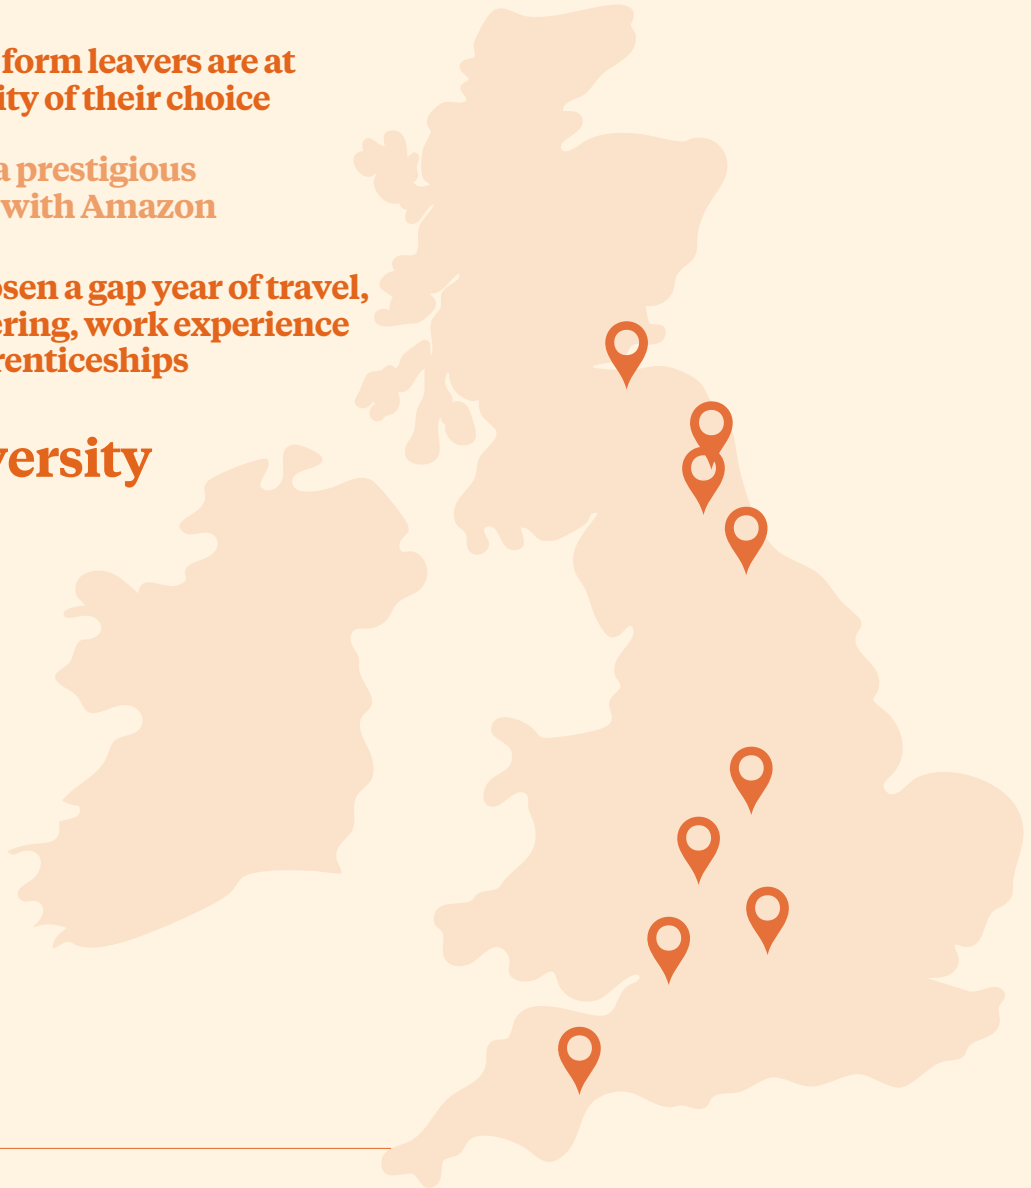 form leavers are at
ity of their choice
a prestigious
with Amazon
osen a gap year of travel,
ering, work experience
renticeships
versity